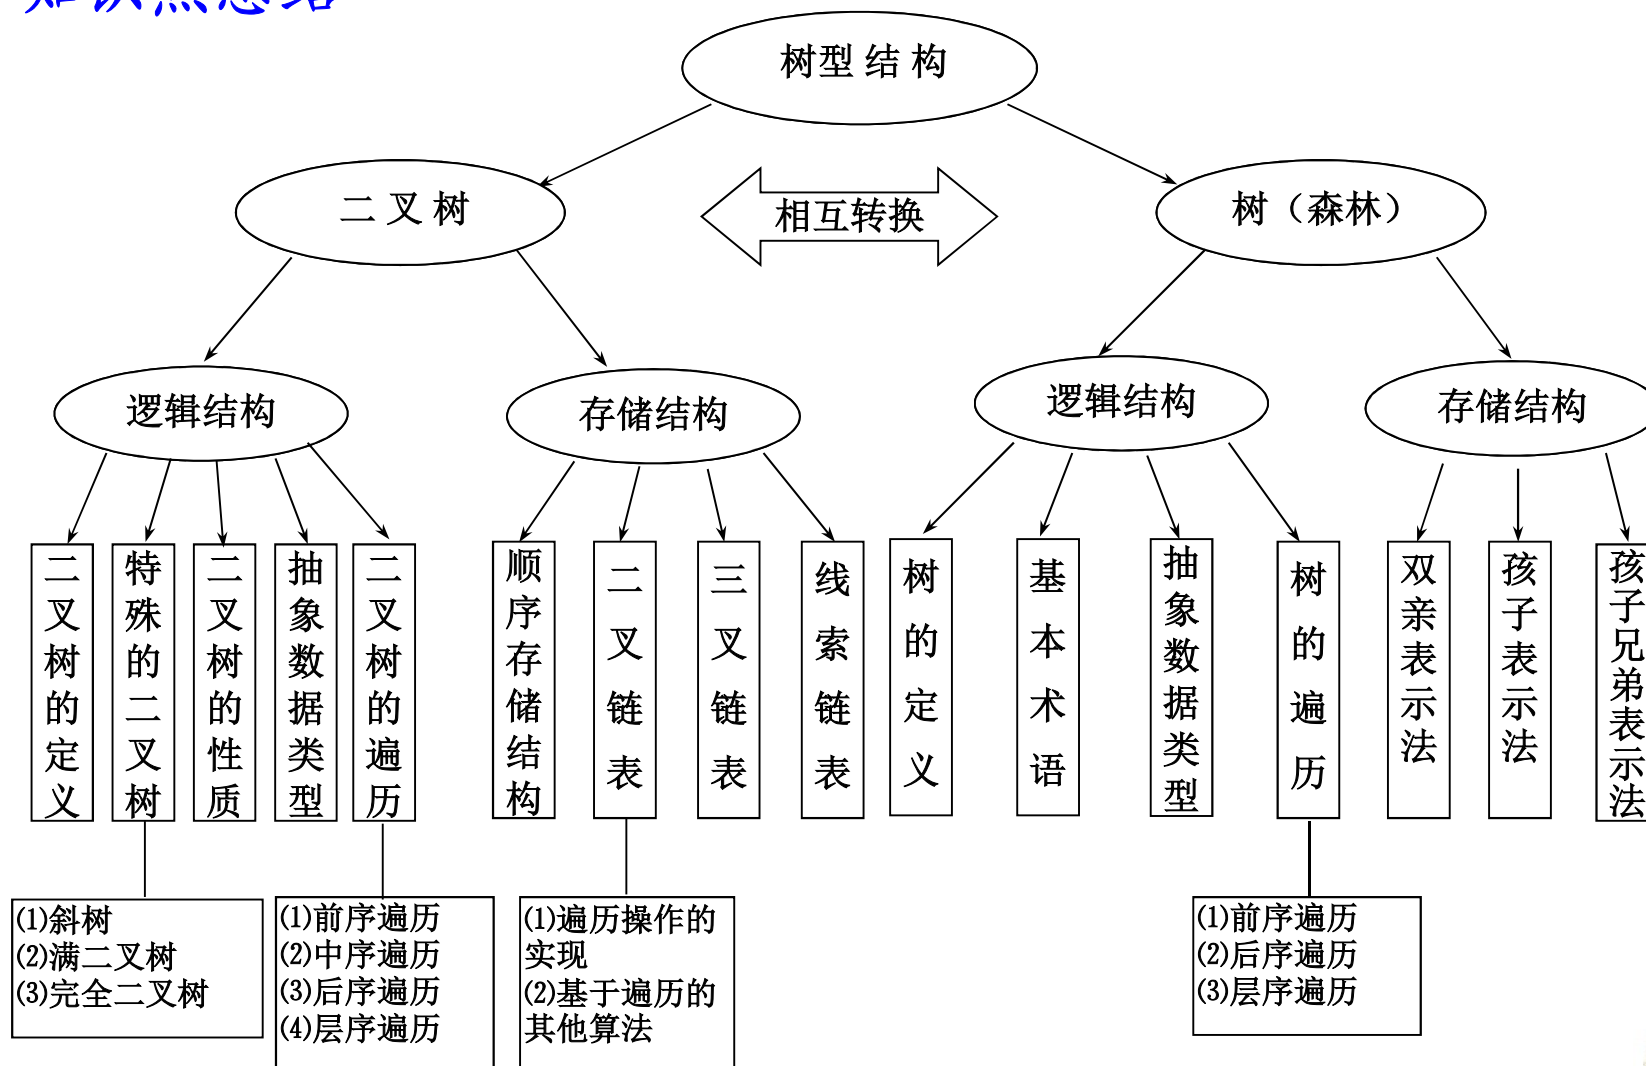 知识点总结
树型结构
二叉树
相互转换
树（森林）
逻辑结构
存储结构
逻辑结构
存储结构
二叉树的定义
特殊的二叉树
二叉树的性质
抽象数据类型
二叉树的遍历
顺序存储结构
二叉链表
三叉链表
线索链表
树的定义
基本术语
抽象数据类型
树的遍历
双亲表示法
孩子表示法
孩子兄弟表示法
⑴斜树
⑵满二叉树
⑶完全二叉树
⑴前序遍历
⑵中序遍历
⑶后序遍历
⑷层序遍历
⑴遍历操作的
实现
⑵基于遍历的
其他算法
⑴前序遍历
⑵后序遍历
⑶层序遍历